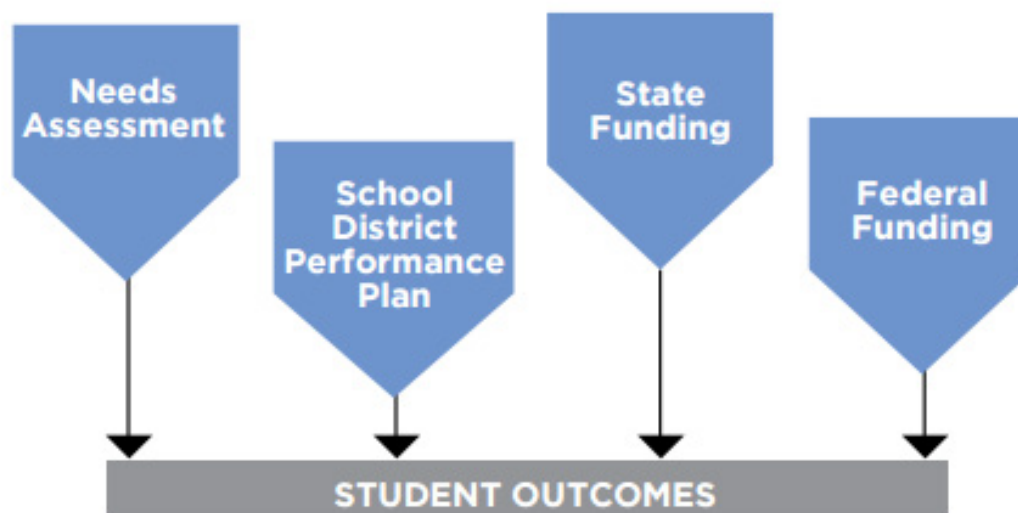 Needs
Assessment
School
District
Performance
Plan
State
Funding
Federal
Funding
STUDENT OUTCOMES